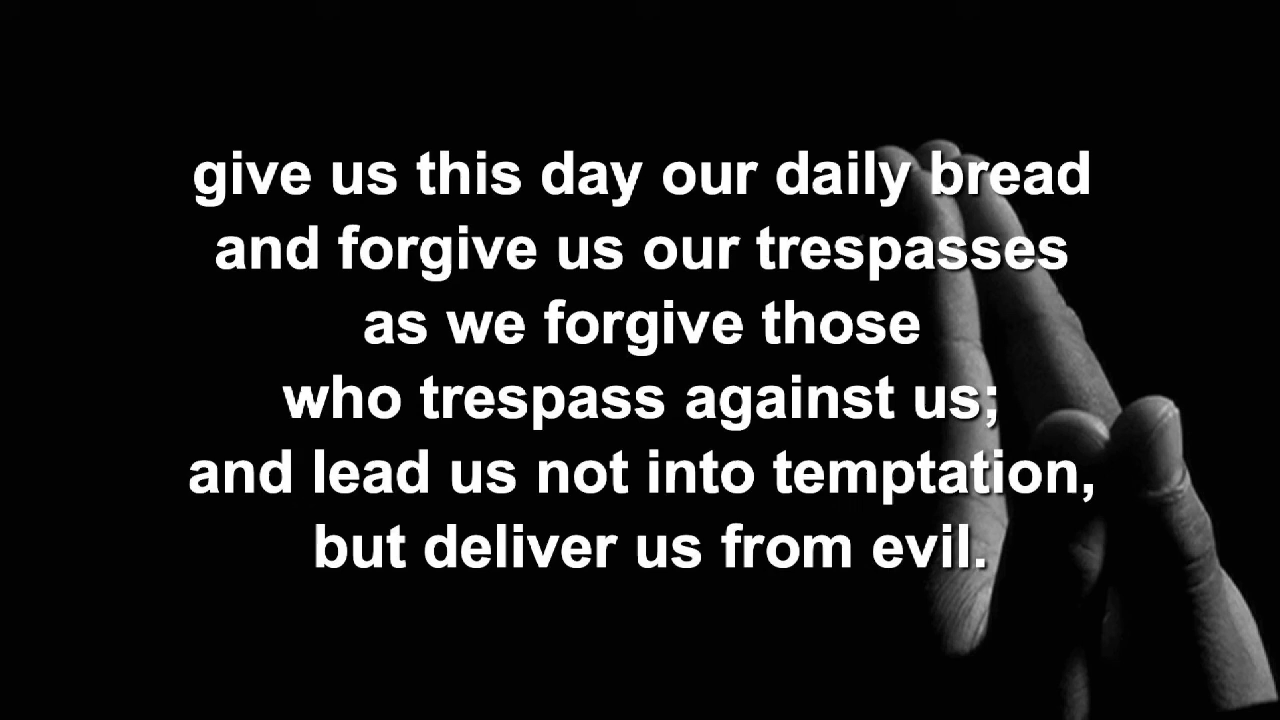 give us this day our daily bread
and forgive us our trespasses
as we forgive those
who trespass against us;
and lead us not into temptation,
but deliver us from evil.